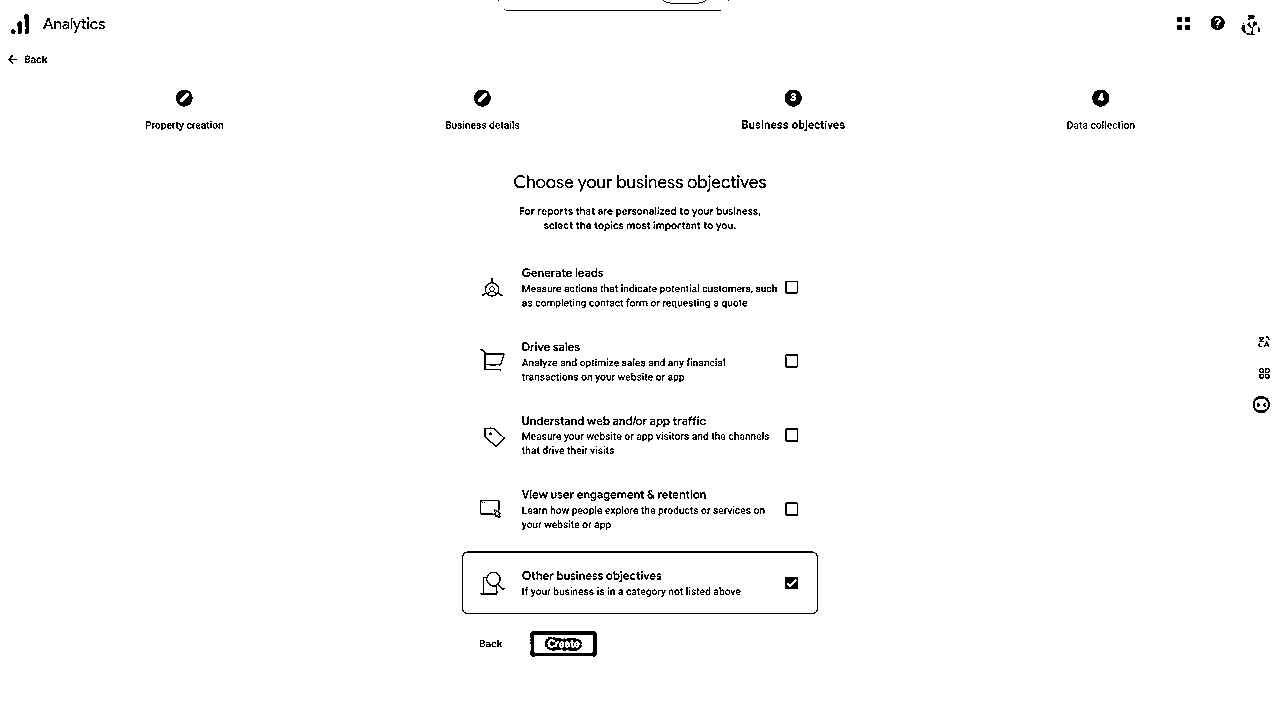 Analytics
Back
3
4
Property creation
Business details
Business objectives
Data collection
Choose your business objectives
For reports that are personalized to your business,
select the topics most important to you.
Generate leads
Measure actions that indicate potential customers, such
as completing contact form or requesting a quote
Drive sales
Analyze and optimize sales and any financial
transactions on your website or app
Understand web and/or app traffic
Measure your website or app visitors and the channels
that drive their visits
View user engagement & retention
Learn how people explore the products or services on
your website or app
Other business objectives
If your business is in a category not listed above
Back
Create